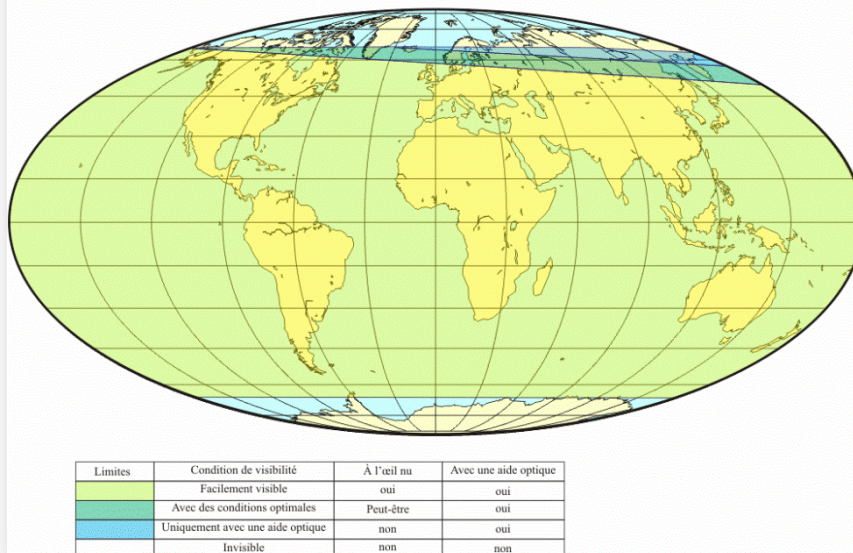 Limites Condition de visibilité À l’œil nu Avec une aide optique
Facilement visible oui oui
Avec des conditions optimales Peut-être oui
Uniquement avec une aide optique non oui
Invisible non non